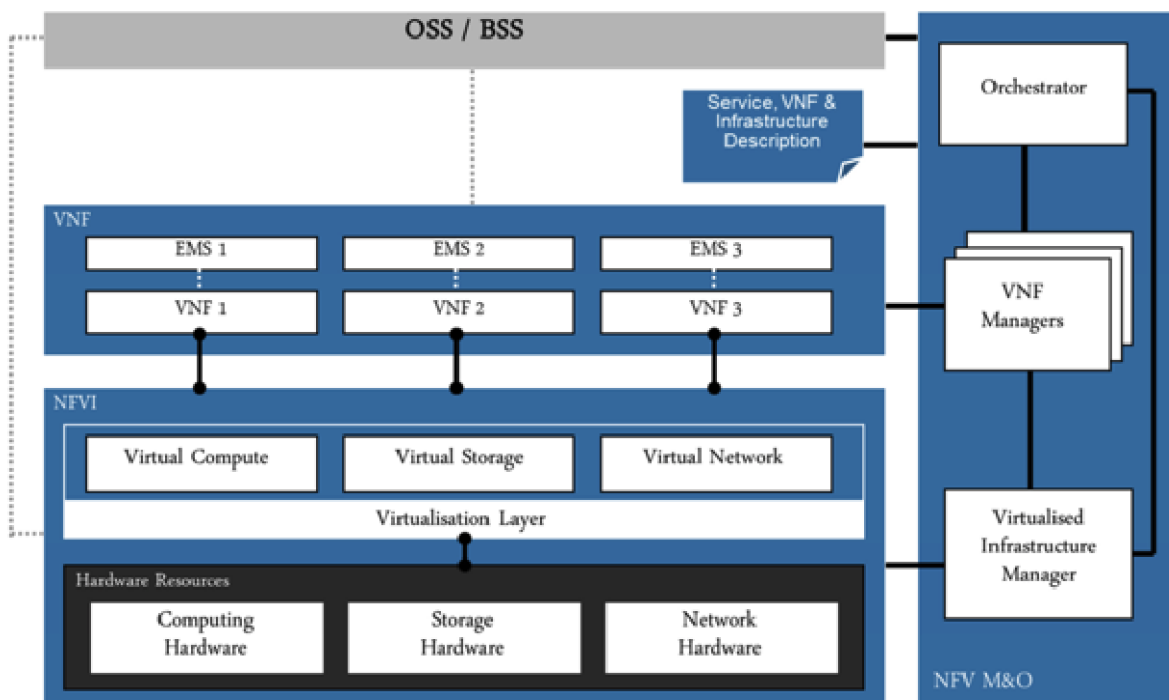 OSS / BSS
Orchestrator
Service, VNF &
Infrastructure
Description
VNF
EMS 1
EMS 2
EMS 3
VNF 1
VNF 2
VNF 3
VNF
Managers
NFVI
Virtual Compute
Virtual Storage
Virtual Network
Virtualisation Layer
Virtualised
Infrastructure
Manager
Hardware Resources
Computing
Hardware
Storage
Hardware
Network
Hardware
NFV M&O